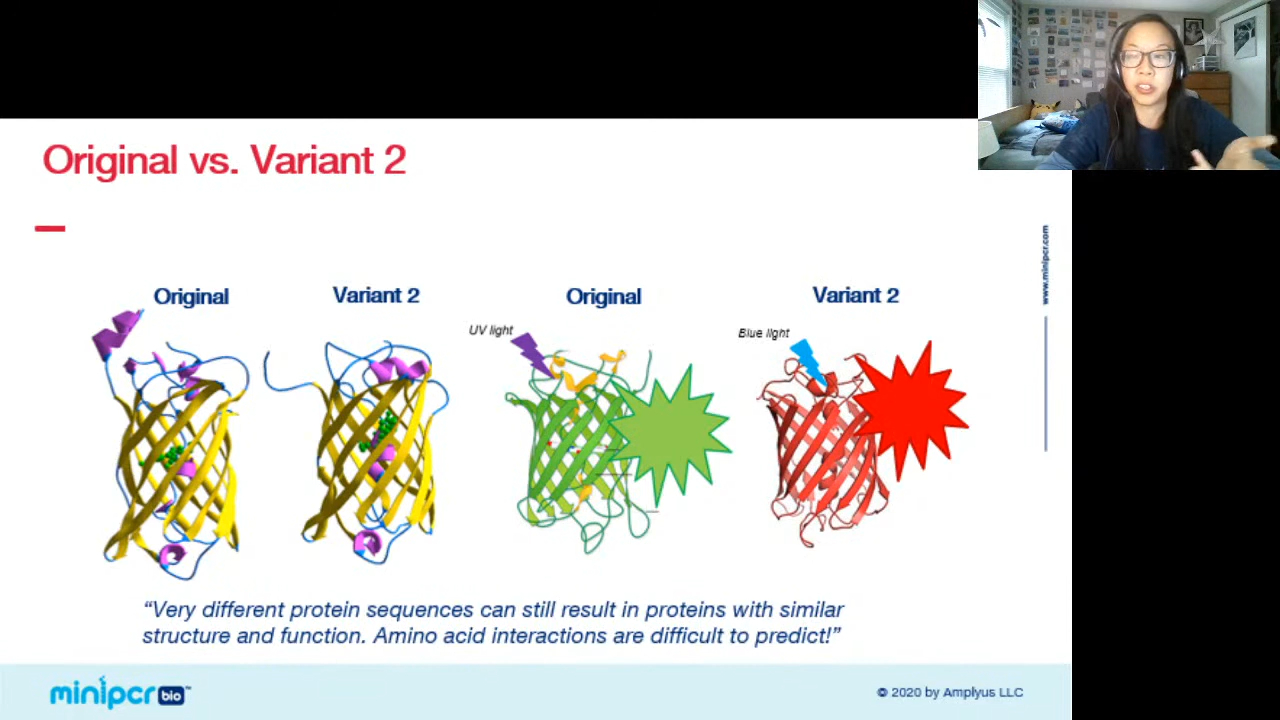 Original vs. Variant 2
www.minipcr.com
Original
Variant 2
Original
Variant 2
UV light
Blue light
“Very different protein sequences can still result in proteins with similar
structure and function. Amino acid interactions are difficult to predict!”
minipcr bio™
© 2020 by Amplyus LLC